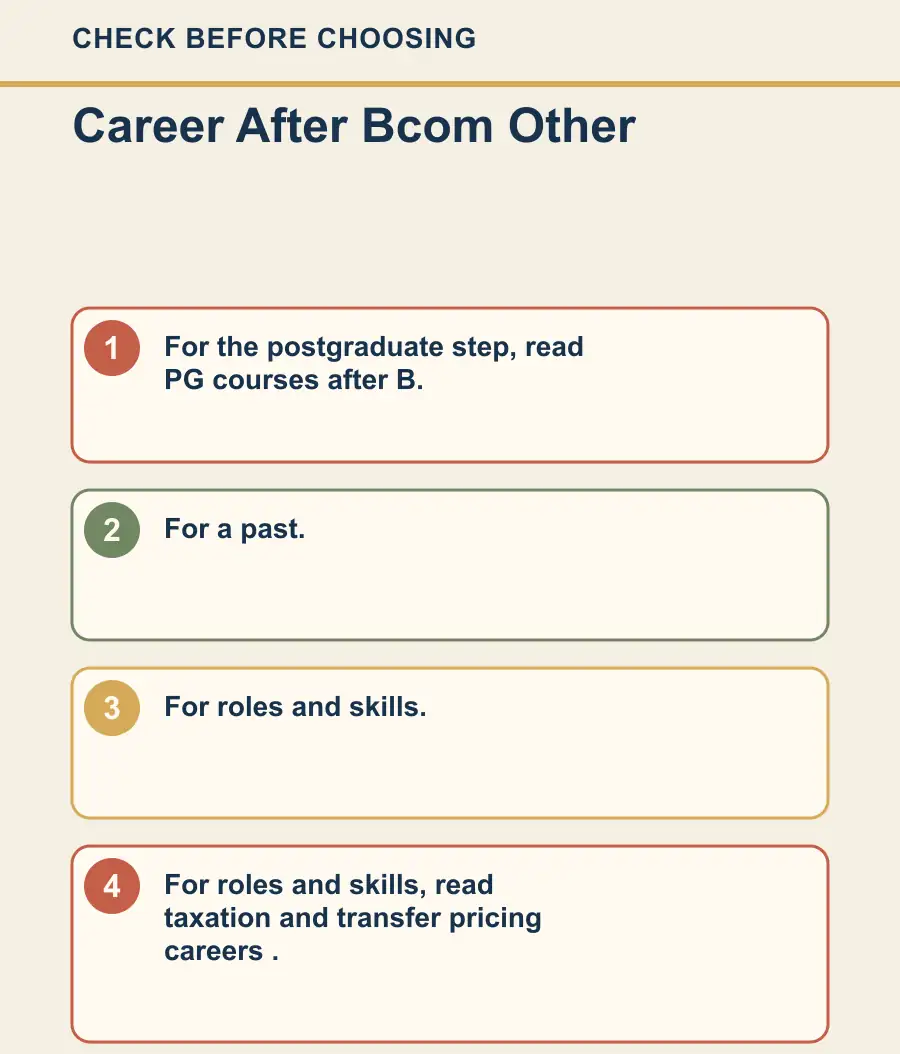 CHECK BEFORE CHOOSING
Career After Bcom Other
1
For the postgraduate step, read
PG courses after B.
2
For a past.
3
For roles and skills.
4
For roles and skills, read
taxation and transfer pricing
careers .